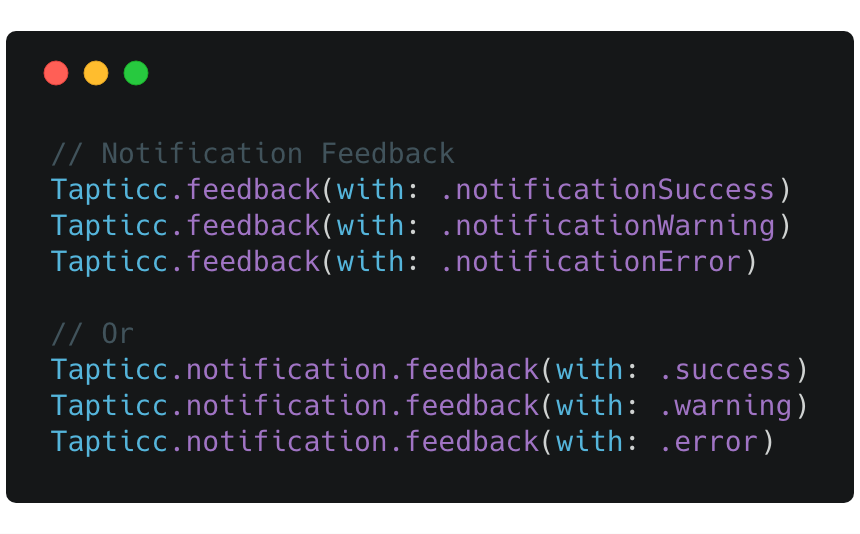 // Notification Feedback
Tapticc.feedback(with: .notificationSuccess)
Tapticc.feedback(with: .notificationWarning)
Tapticc.feedback(with: .notificationError)
// Or
Tapticc.notification.feedback(with: .success)
Tapticc.notification.feedback(with: .warning)
Tapticc.notification.feedback(with: .error)